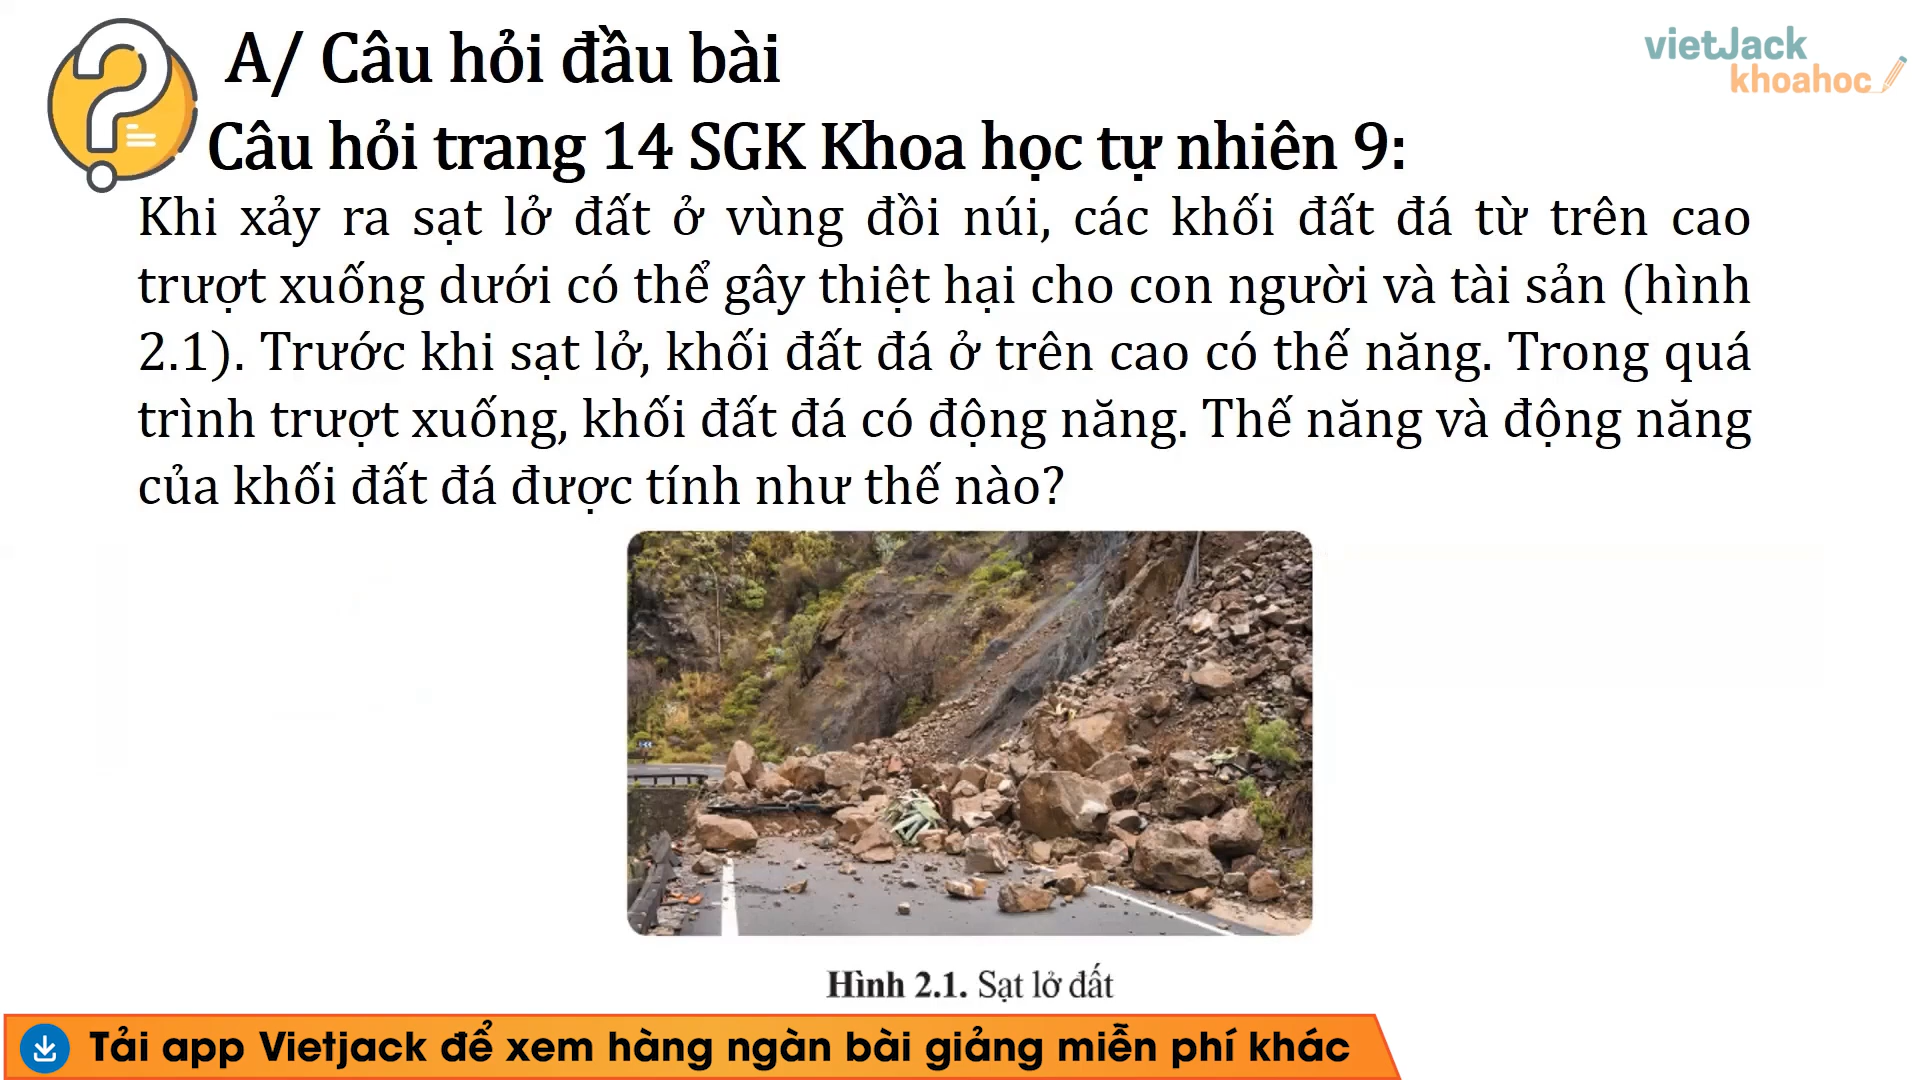 A/ Câu hỏi đầu bài
vietJack
khoahoc
Câu hỏi trang 14 SGK Khoa học tự nhiên 9:
Khi xảy ra sạt lở đất ở vùng đồi núi, các khối đất đá từ trên cao
trượt xuống dưới có thể gây thiệt hại cho con người và tài sản (hình
2.1). Trước khi sạt lở, khối đất đá ở trên cao có thế năng. Trong quá
trình trượt xuống, khối đất đá có động năng. Thế năng và động năng
của khối đất đá được tính như thế nào?
Hình 2.1. Sạt lở đất
Tải app Vietjack để xem hàng ngàn bài giảng miễn phí khác